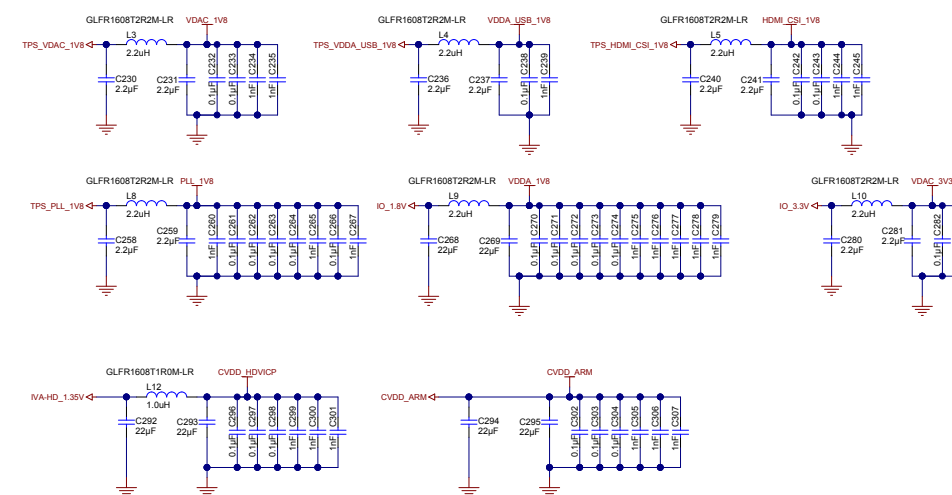 GLFR1608T2R2M-LR VDAC_1V8
TPS_VDAC_1V8 L3
2.2uH
C230
2.2µF
C231
2.2µF
C232
0.1µF
C233
0.1µF
C234
1nF
C235
1nF
GLFR1608T2R2M-LR VDDA_USB_1V8
TPS_VDDA_USB_1V8 L4
2.2uH
C236
2.2µF
C237
2.2µF
C238
0.1µF
C239
1nF
GLFR1608T2R2M-LR HDMI_CSI_1V8
TPS_HDMI_CSI_1V8 L5
2.2uH
C240
2.2µF
C241
2.2µF
C242
0.1µF
C243
0.1µF
C244
1nF
C245
1nF
GLFR1608T2R2M-LR PLL_1V8
TPS_PLL_1V8 L8
2.2uH
C258
2.2µF
C259
2.2µF
C260
1nF
C261
0.1µF
C262
0.1µF
C263
0.1µF
C264
0.1µF
C265
1nF
C266
1nF
C267
1nF
GLFR1608T2R2M-LR VDDA_1V8
IO_1.8V L9
2.2uH
C268
22µF
C269
22µF
C270
0.1µF
C271
0.1µF
C272
0.1µF
C273
0.1µF
C274
0.1µF
C275
1nF
C276
1nF
C277
1nF
C278
1nF
C279
1nF
GLFR1608T2R2M-LR VDAC_3V3
IO_3.3V L10
2.2uH
C280
2.2µF
C281
2.2µF
C282
0.1µF
GLFR1608T1R0M-LR CVDD_HDVICP
IVA-HD_1.35V L12
1.0uH
C292
22µF
C293
22µF
C296
0.1µF
C297
0.1µF
C298
0.1µF
C299
1nF
C300
1nF
C301
1nF
CVDD_ARM
CVDD_ARM
C294
22µF
C295
22µF
C302
0.1µF
C303
0.1µF
C304
0.1µF
C305
1nF
C306
1nF
C307
1nF